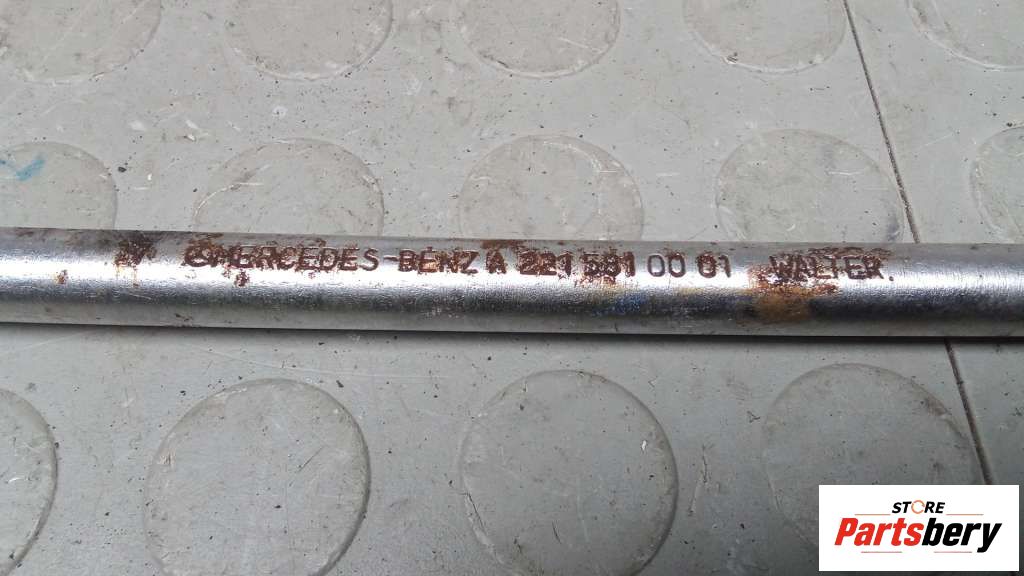 MERCEDES-BENZ A 221 581 00 01 WALTER
STORE
Partsbery